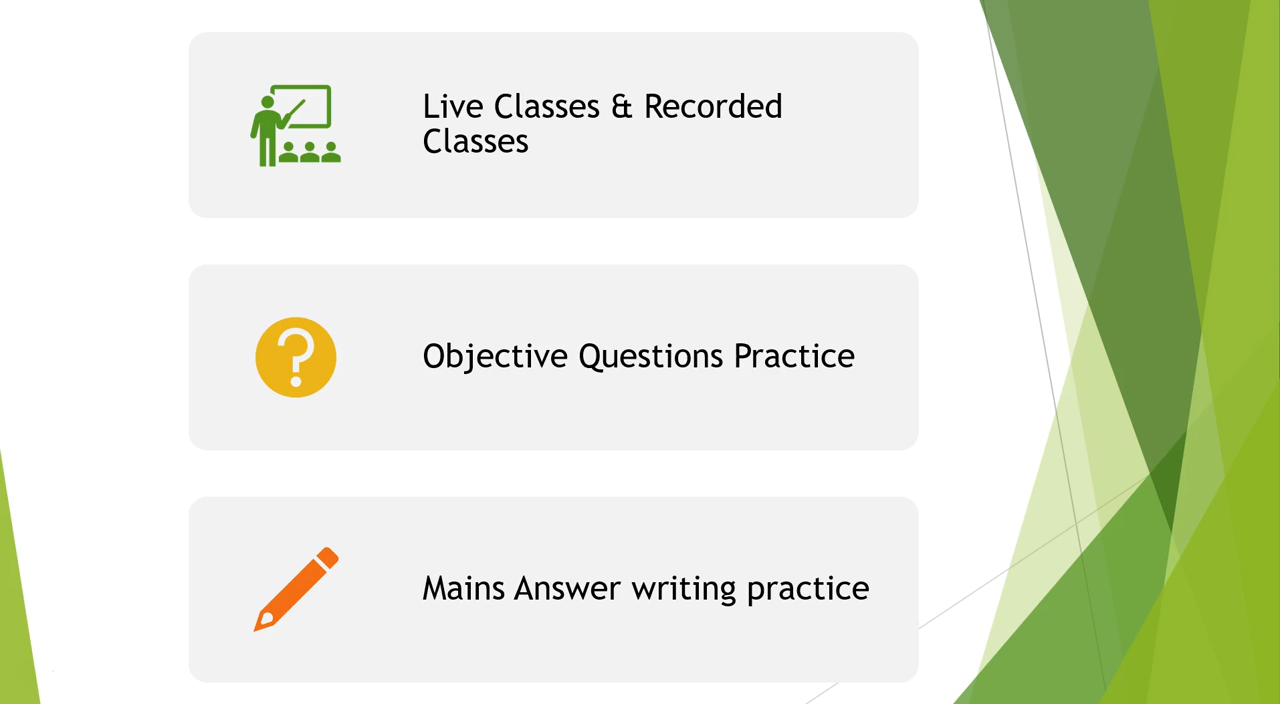 Live Classes & Recorded
Classes
Objective Questions Practice
Mains Answer writing practice